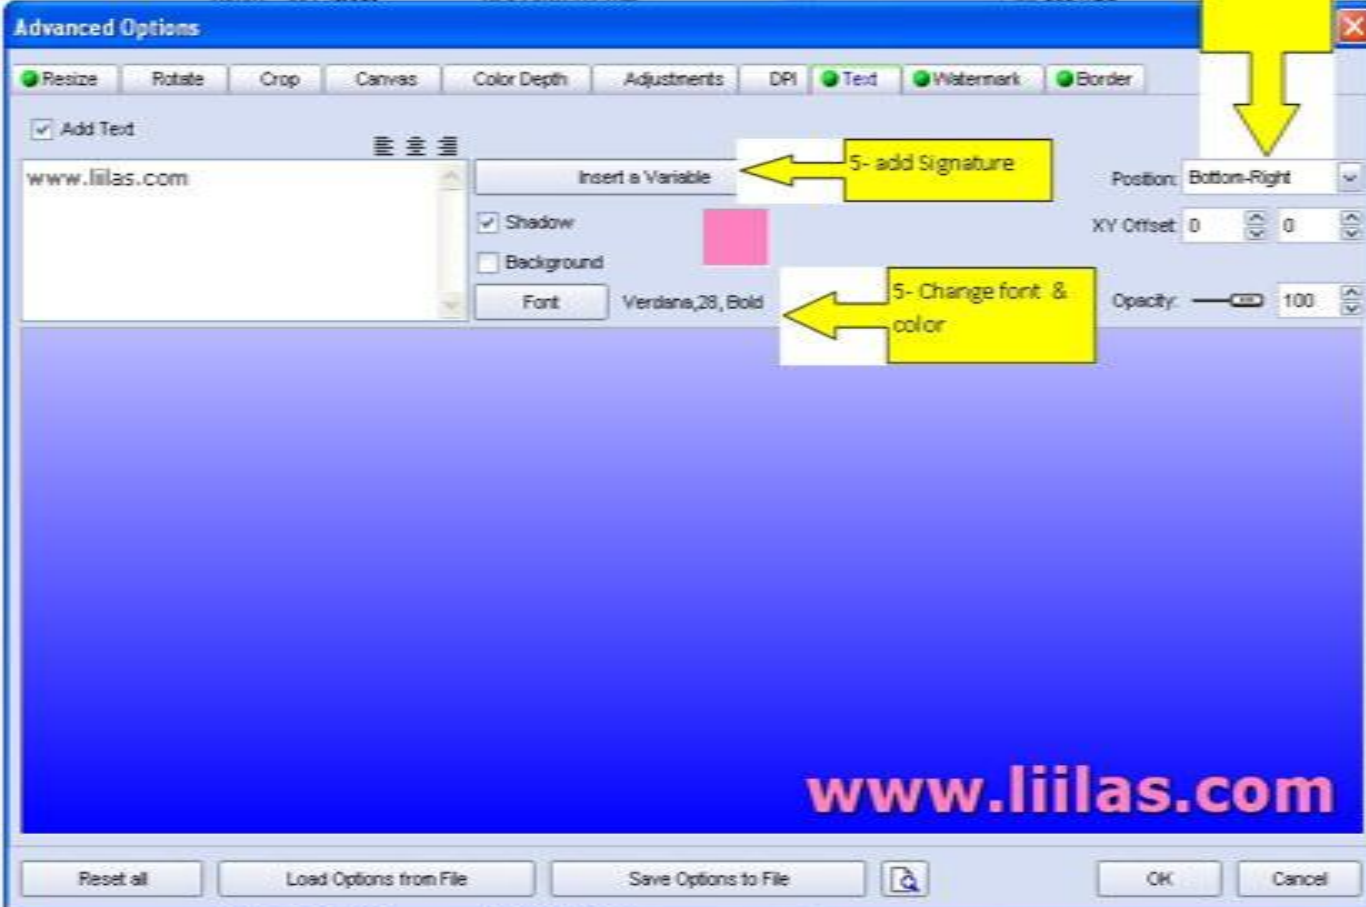 Advanced Options
Resize Rotate Crop Canvas Color Depth Adjustments DPI Text Watermark Border
Add Text
www.liilas.com
Insert a Variable
5- add Signature
Position: Bottom-Right
Shadow
XY Offset: 0 0
Background
Font Verdana,28, Bold
5- Change font &
color
Opacity: 100
www.liilas.com
Reset all Load Options from File Save Options to File OK Cancel